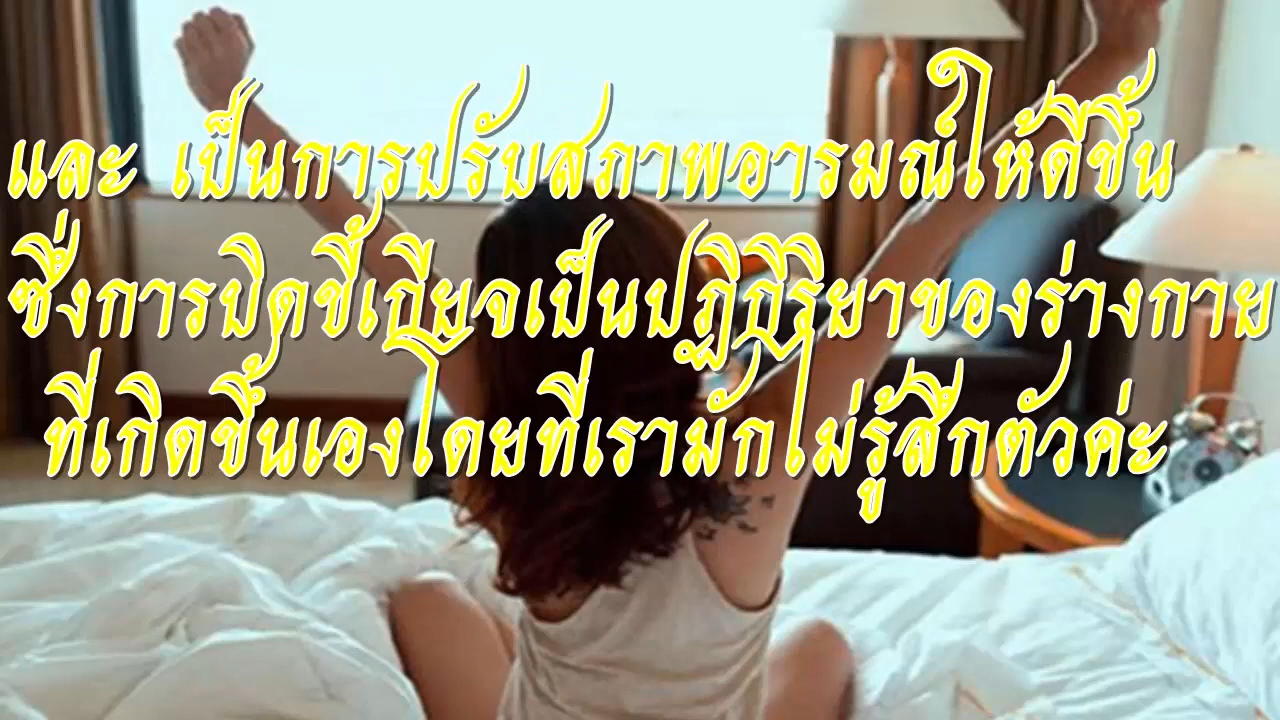 และ เป็นการปรับสภาพอารมณ์ให้ดีขึ้น
ซึ่งการบิดขี้เกียจเป็นปฏิกิริยาของร่างกาย
ที่เกิดขึ้นเองโดยที่เรามักไม่รู้สึกตัวค่ะ